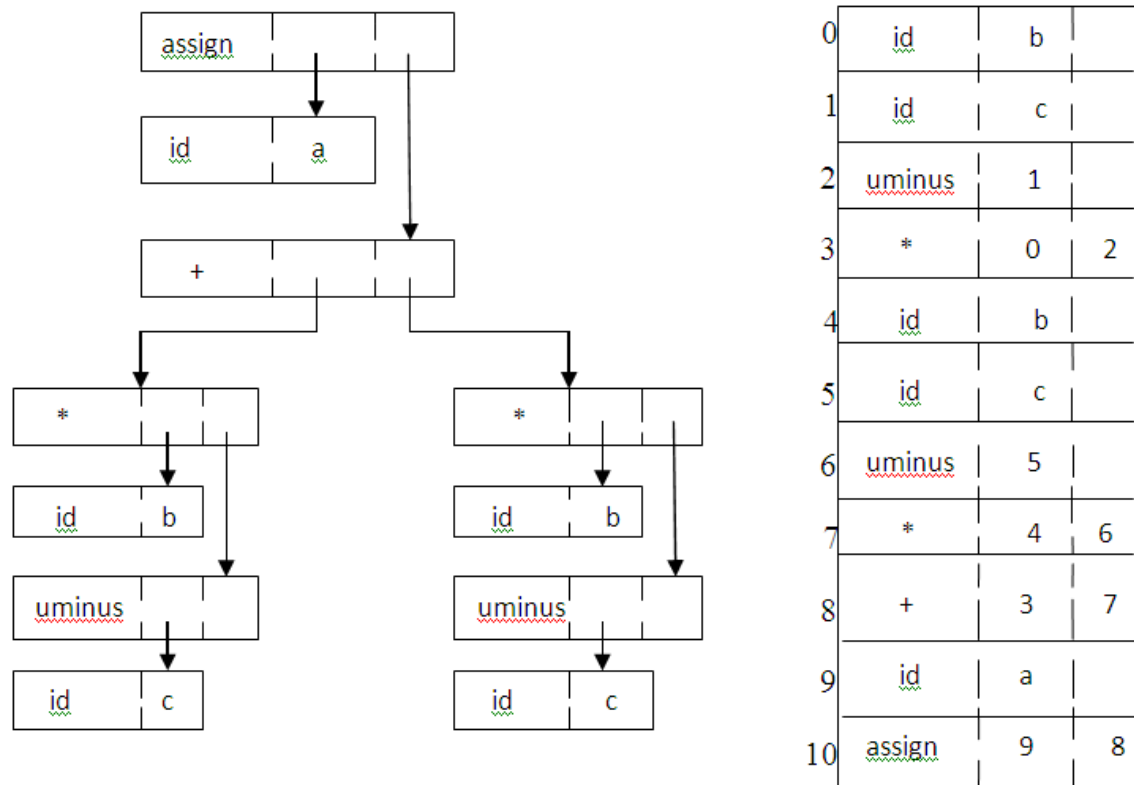 assign
id a
+
* *
id b id b
uminus uminus
id c id c
0 id b
1 id c
2 uminus 1
3 * 0 2
4 id b
5 id c
6 uminus 5
7 * 4 6
8 + 3 7
9 id a
10 assign 9 8